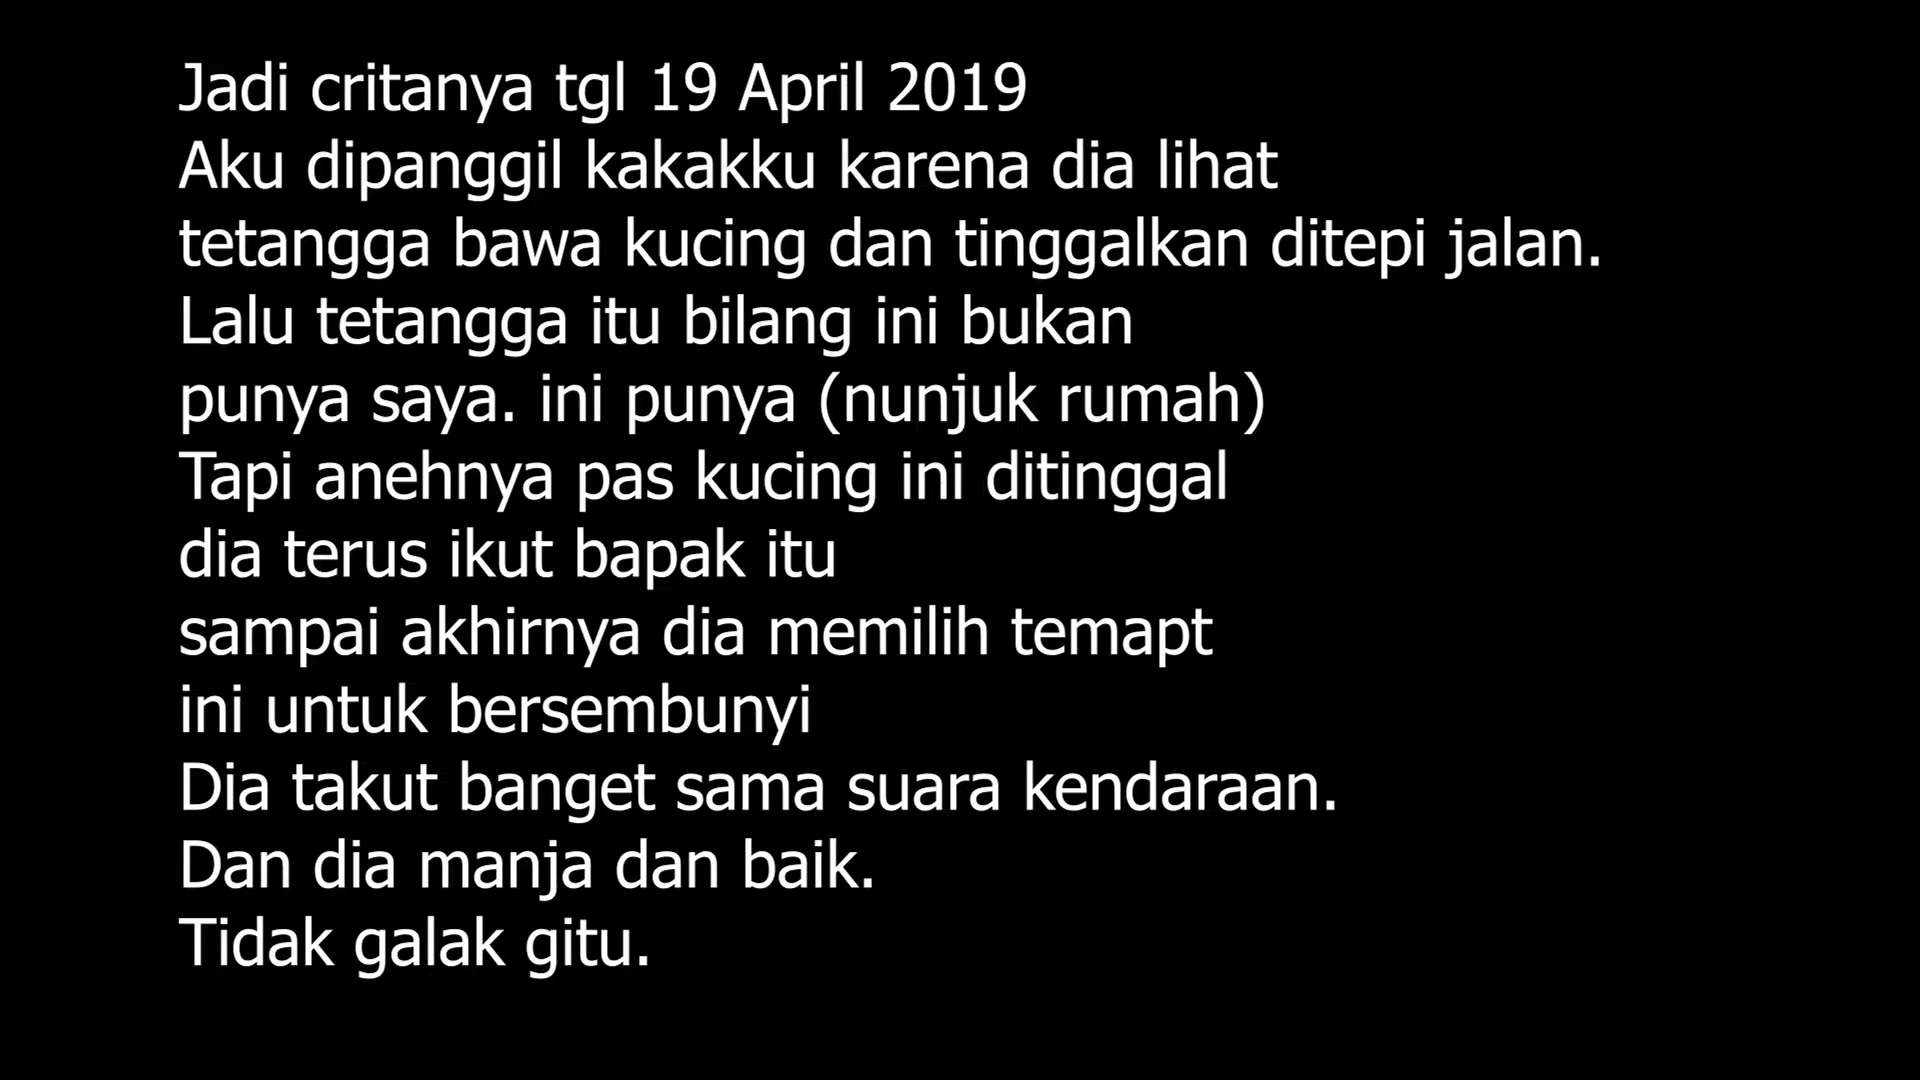 Jadi critanya tgl 19 April 2019
Aku dipanggil kakakku karena dia lihat
tetangga bawa kucing dan tinggalkan ditepi jalan.
Lalu tetangga itu bilang ini bukan
punya saya. ini punya (nunjuk rumah)
Tapi anehnya pas kucing ini ditinggal
dia terus ikut bapak itu
sampai akhirnya dia memilih temapt
ini untuk bersembunyi
Dia takut banget sama suara kendaraan.
Dan dia manja dan baik.
Tidak galak gitu.